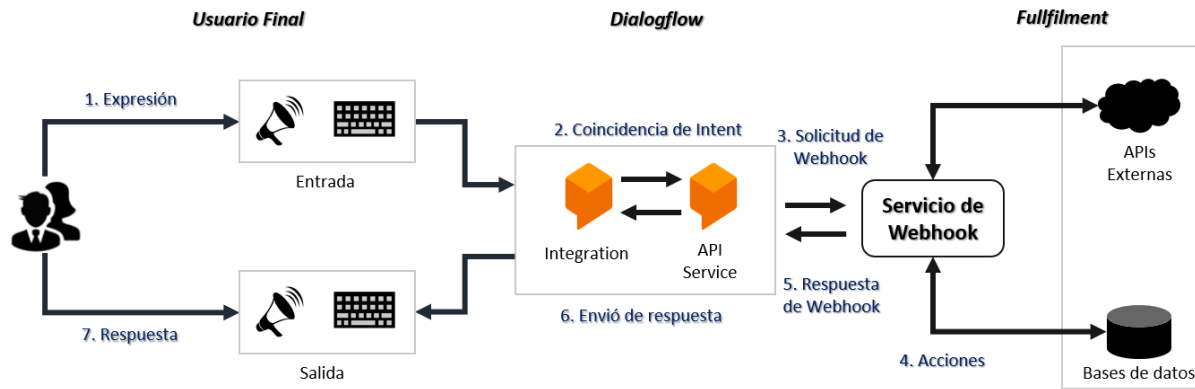 Usuario Final
Dialogflow
Fullfilment
1. Expresión
Entrada
2. Coincidencia de Intent
3. Solicitud de
Webhook
APIs
Externas
Integration
API
Service
Servicio de
Webhook
5. Respuesta
de Webhook
6. Envió de respuesta
7. Respuesta
Salida
4. Acciones
Bases de datos